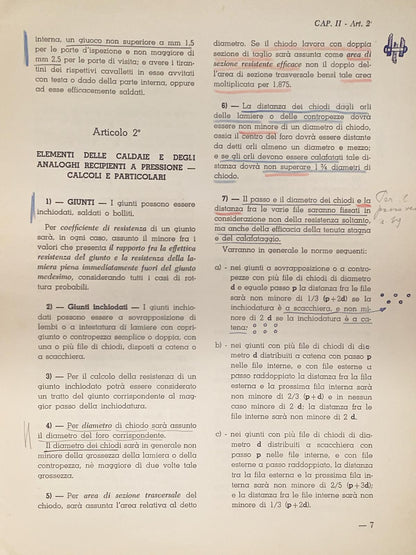 CAP. II - Art. 2
interna, un giuoco non superiore a mm 1,5
per le porte d'ispezione e non maggiore di
mm 2,5 per le porte di visita; e avere i tiran-
tini dei rispettivi cavalletti in esse avvitati
con testa o dado della parte interna, oppure
ad esse efficacemente saldati.
Articolo 2º
ELEMENTI DELLE CALDAIE E DEGLI
ANALOGHI RECIPIENTI A PRESSIONE —
CALCOLI E PARTICOLARI
1) — GIUNTI - I giunti possono essere
inchiodati, saldati o bolliti.
Per coefficiente di resistenza di un giunto
sarà, in ogni caso, assunto il minore fra i
valori che presenta il rapporto fra le effettiva
resistenza del giunto e la resistenza della la-
miera piena immediatamente fuori del giunto
medesimo, considerando tutti i casi di rot-
tura probabili.
2) — Giunti inchiodati - I giunti inchio-
dati possono essere a sovrapposizione di
lembi o a intestatura di lamiere con copri-
giunto o contropezze semplice o doppia, con
una o più file di chiodi, disposti a catena o
a scacchiera.
3) — Per il calcolo della resistenza di un
giunto inchiodato potrà essere considerato
un tratto del giunto corrispondente al mag-
gior passo della inchiodatura.
4) — Per diametro di chiodo sarà assunto
il diametro del foro corrispondente.
Il diametro dei chiodi sarà in generale non
minore della grossezza della lamiera o della
contropezza, nè maggiore di due volte tale
grossezza.
5) — Per area di sezione trasversale del
chiodo, sarà assunta l'area relativa al detto
diametro. Se il chiodo lavora con doppia
sezione di taglio sarà assunta come area di
sezione resistente efficace non il doppio del-
l'area di sezione trasversale bensì tale area
moltiplicata per 1,875.
6) — La distanza dei chiodi dagli orli
delle lamiere o delle contropezze dovrà
essere non minore di un diametro di chiodo,
ossia il centro del foro dovrà essere distante
da detti orli almeno un diametro e mezzo:
e se gli orli devono essere calafatati tale di-
stanza dovrà non superare 1 ¾ diametri di
chiodo.
7) — Il passo e il diametro dei chiodi e la
distanza fra le varie file saranno fissati in
considerazione non della resistenza soltanto,
ma anche della efficacia della tenuta stagna
e del calafataggio.
Varranno in generale le norme seguenti:
a) - nei giunti a sovrapposizione o a contro-
pezze con più file di chiodi di diametro
d e eguale passo p la distanza fra le file
sarà non minore di 1/3 (p+2d) se la
inchiodatura è a scacchiera, e non mi-
nore di 2 d se la inchiodatura è a ca-
tena:
b) - nei giunti con più file di chiodi di dia-
metro d distribuiti a catena con passo p
nelle file interne, e con file esterne a
passo raddoppiato la distanza fra la fila
esterna e la prossima fila interna sarà
non minore di 2/3 (p+d) e in nessun
caso minore di 2 d; la distanza fra le
file interne sarà non minore di 2 d.
c) - nei giunti con più file di chiodi di dia-
metro d distribuiti a scacchiera con
passo p nelle file interne, e con file
esterne a passo raddoppiato, la distanza
fra la fila esterna e la prossima fila in-
terna sarà non minore di 2/5 (p+3d);
e la distanza fra le file interne sarà non
minore di 1/3 (p+2d).
— 7